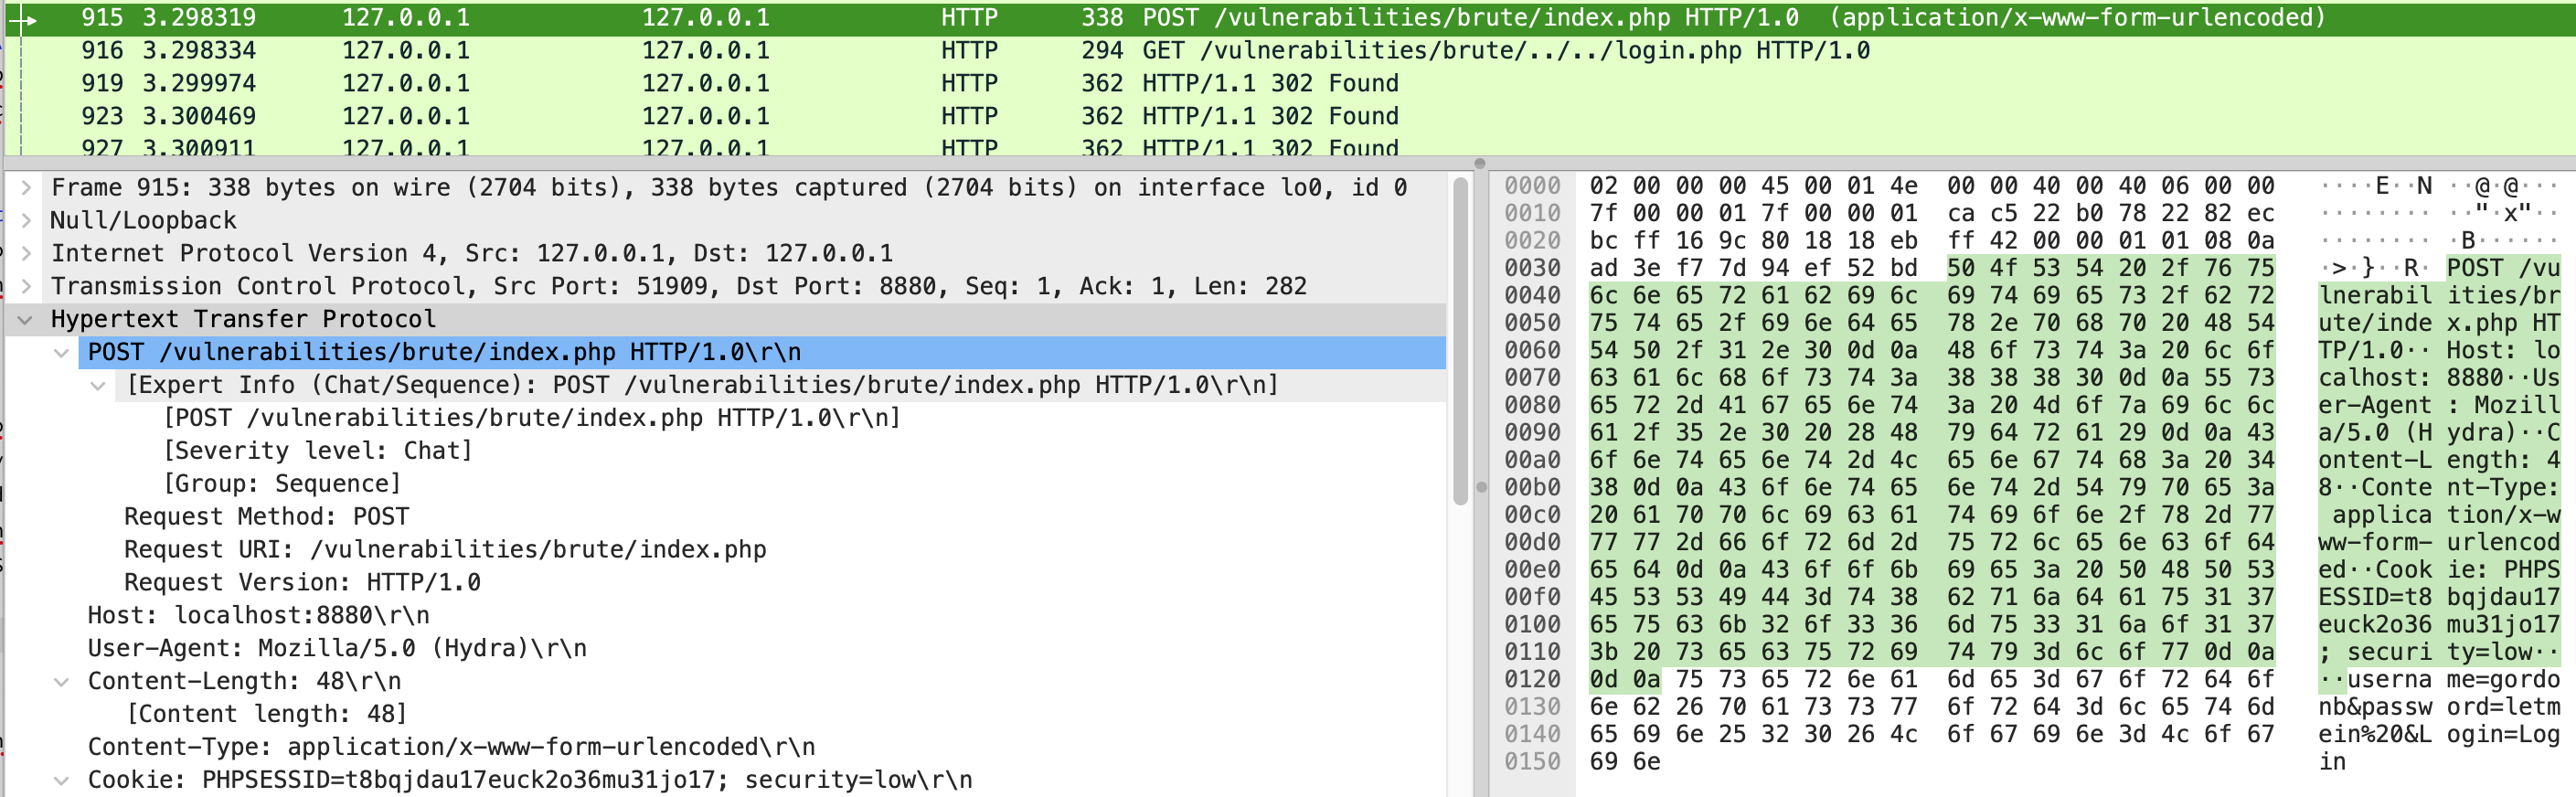 915 3.298319 127.0.0.1 127.0.0.1 HTTP 338 POST /vulnerabilities/brute/index.php HTTP/1.0 (application/x-www-form-urlencoded)
916 3.298334 127.0.0.1 127.0.0.1 HTTP 294 GET /vulnerabilities/brute/../../login.php HTTP/1.0
919 3.299974 127.0.0.1 127.0.0.1 HTTP 362 HTTP/1.1 302 Found
923 3.300469 127.0.0.1 127.0.0.1 HTTP 362 HTTP/1.1 302 Found
927 3.300911 127.0.0.1 127.0.0.1 HTTP 362 HTTP/1.1 302 Found
Frame 915: 338 bytes on wire (2704 bits), 338 bytes captured (2704 bits) on interface lo0, id 0
Null/Loopback
Internet Protocol Version 4, Src: 127.0.0.1, Dst: 127.0.0.1
Transmission Control Protocol, Src Port: 51909, Dst Port: 8880, Seq: 1, Ack: 1, Len: 282
Hypertext Transfer Protocol
POST /vulnerabilities/brute/index.php HTTP/1.0\r\n
[Expert Info (Chat/Sequence): POST /vulnerabilities/brute/index.php HTTP/1.0\r\n]
[POST /vulnerabilities/brute/index.php HTTP/1.0\r\n]
[Severity level: Chat]
[Group: Sequence]
Request Method: POST
Request URI: /vulnerabilities/brute/index.php
Request Version: HTTP/1.0
Host: localhost:8880\r\n
User-Agent: Mozilla/5.0 (Hydra)\r\n
Content-Length: 48\r\n
[Content length: 48]
Content-Type: application/x-www-form-urlencoded\r\n
Cookie: PHPSESSID=t8bqjdau17euck2o36mu31jo17; security=low\r\n
0000 02 00 00 00 45 00 01 4e 00 00 40 00 40 06 00 00 ····E··N ··@·@···
0010 7f 00 00 01 7f 00 00 01 ca c5 22 b0 78 22 82 ec ········ ··"·x"··
0020 bc ff 16 9c 80 18 18 eb ff 42 00 00 01 01 08 0a ········ ·B······
0030 ad 3e f7 7d 94 ef 52 bd 50 4f 53 54 20 2f 76 75 ·>·}··R· POST /vu
0040 6c 6e 65 72 61 62 69 6c 69 74 69 65 73 2f 62 72 lnerabil ities/br
0050 75 74 65 2f 69 6e 64 65 78 2e 70 68 70 20 48 54 ute/inde x.php HT
0060 54 50 2f 31 2e 30 0d 0a 48 6f 73 74 3a 20 6c 6f TP/1.0·· Host: lo
0070 63 61 6c 68 6f 73 74 3a 38 38 38 30 0d 0a 55 73 calhost: 8880··Us
0080 65 72 2d 41 67 65 6e 74 3a 20 4d 6f 7a 69 6c 6c er-Agent : Mozill
0090 61 2f 35 2e 30 20 28 48 79 64 72 61 29 0d 0a 43 a/5.0 (H ydra)··C
00a0 6f 6e 74 65 6e 74 2d 4c 65 6e 67 74 68 3a 20 34 ontent-L ength: 4
00b0 38 0d 0a 43 6f 6e 74 65 6e 74 2d 54 79 70 65 3a 8··Conte nt-Type:
00c0 20 61 70 70 6c 69 63 61 74 69 6f 6e 2f 78 2d 77 applica tion/x-w
00d0 77 77 2d 66 6f 72 6d 2d 75 72 6c 65 6e 63 6f 64 ww-form- urlencod
00e0 65 64 0d 0a 43 6f 6f 6b 69 65 3a 20 50 48 50 53 ed··Cook ie: PHPS
00f0 45 53 53 49 44 3d 74 38 62 71 6a 64 61 75 31 37 ESSID=t8 bqjdau17
0100 65 75 63 6b 32 6f 33 36 6d 75 33 31 6a 6f 31 37 euck2o36 mu31jo17
0110 3b 20 73 65 63 75 72 69 74 79 3d 6c 6f 77 0d 0a ; securi ty=low··
0120 0d 0a 75 73 65 72 6e 61 6d 65 3d 67 6f 72 64 6f ··userna me=gordo
0130 6e 62 26 70 61 73 73 77 6f 72 64 3d 6c 65 74 6d nb&passw ord=letm
0140 65 69 6e 25 32 30 26 4c 6f 67 69 6e 3d 4c 6f 67 ein%20&L ogin=Log
0150 69 6e in